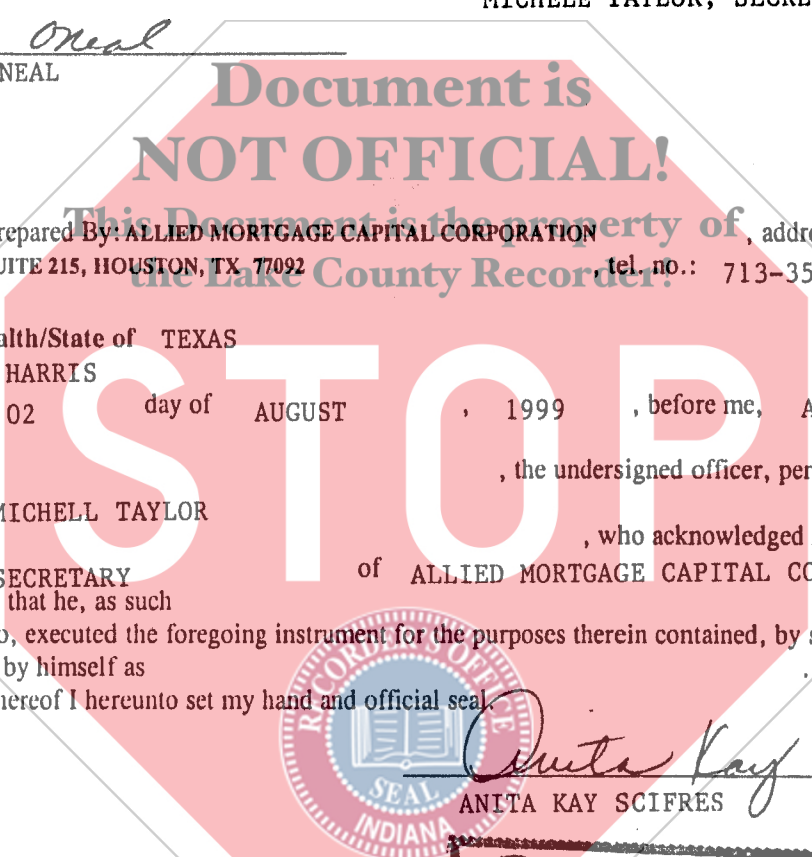 MICHELE TAYLOR, SECRE
Oneal
NEAL
Document is
NOT OFFICIAL!
This Document is the property of
repared By: ALLIED MORTGAGE CAPITAL CORPORATION , addre
the Lake County Recorder!
UITE 215, HOUSTON, TX 77092 , tel. no.: 713-35
alth/State of TEXAS
HARRIS
02 day of AUGUST , 1999 , before me, A
STOP
, the undersigned officer, per
MICHELL TAYLOR
, who acknowledged
SECRETARY of ALLIED MORTGAGE CAPITAL CO
that he, as such
o, executed the foregoing instrument for the purposes therein contained, by s
by himself as
hereof I hereunto set my hand and official seal.
RECORDER'S OFFICE
SEAL
INDIANA
Anita Kay
ANITA KAY SCIFRES